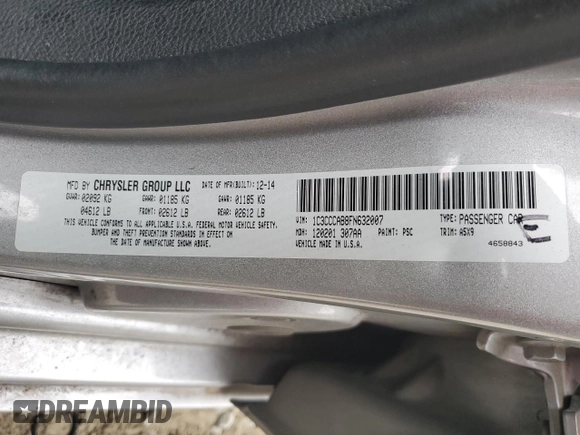 MFD BY CHRYSLER GROUP LLC DATE OF MFR(BUILT): 12-14
GVWR: 02092 KG GAWR: 01185 KG GAWR: 01185 KG
04612 LB FRONT: 02612 LB REAR: 02612 LB
THIS VEHICLE CONFORMS TO ALL APPLICABLE U.S.A. FEDERAL MOTOR VEHICLE SAFETY,
BUMPER AND THEFT PREVENTION STANDARDS IN EFFECT ON
THE DATE OF MANUFACTURE SHOWN ABOVE.
VIN: 1C3CCCAB8FN632007 TYPE: PASSENGER CAR
MDH: 120201 307AA PAINT: PSC TRIM: A5X9
VEHICLE MADE IN U.S.A. 4658843
E
DREAMBID